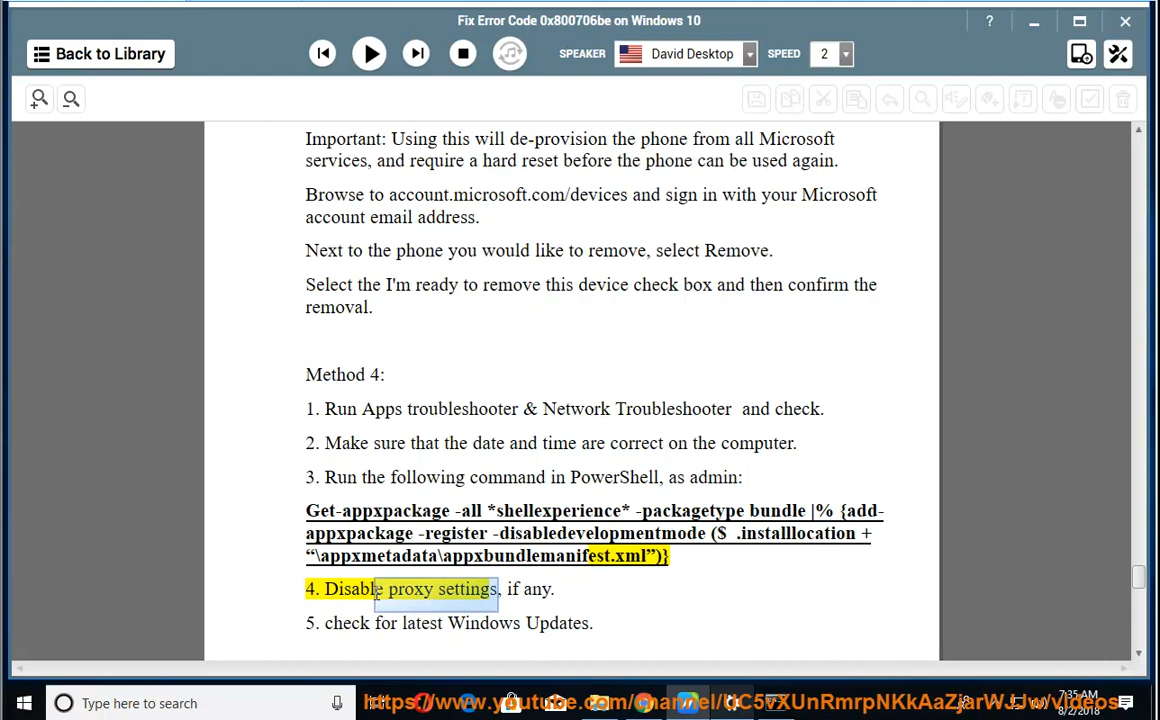 Fix Error Code 0x800706be on Windows 10
?
Back to Library
SPEAKER
David Desktop
SPEED
2
Important: Using this will de-provision the phone from all Microsoft
services, and require a hard reset before the phone can be used again.
Browse to account.microsoft.com/devices and sign in with your Microsoft
account email address.
Next to the phone you would like to remove, select Remove.
Select the I'm ready to remove this device check box and then confirm the
removal.
Method 4:
1. Run Apps troubleshooter & Network Troubleshooter and check.
2. Make sure that the date and time are correct on the computer.
3. Run the following command in PowerShell, as admin:
Get-appxpackage -all *shellexperience* -packagetype bundle |% {add-
appxpackage -register -disabledevelopmentmode ($ .installlocation +
“\appxmetadata\appxbundlemanifest.xml”)}
4. Disable proxy settings, if any.
5. check for latest Windows Updates.
Type here to search
7:35 AM
8/2/2018